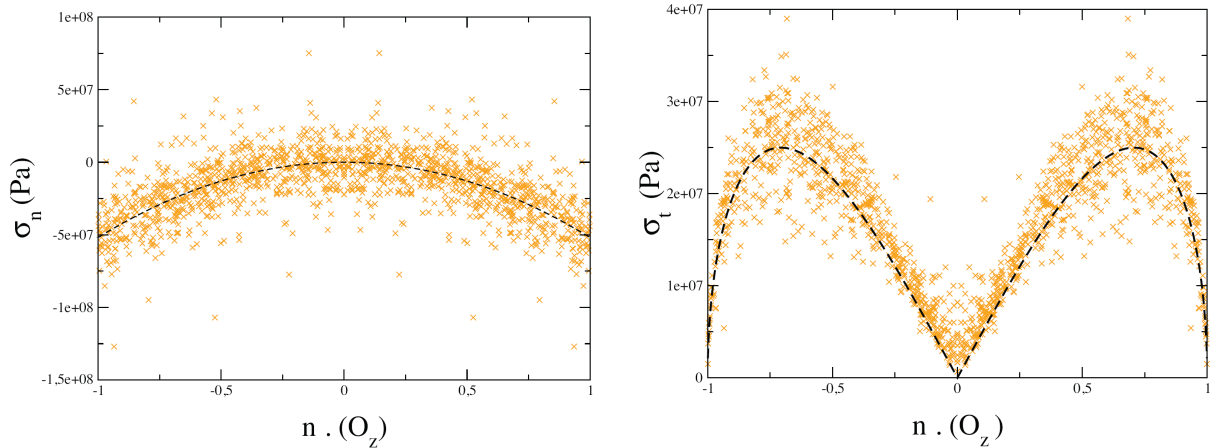 1e+08
5e+07
0
-5e+07
-1e+08
-1,5e+08
σn (Pa)
-1
-0,5
0
0,5
1
n . (Oz)
4e+07
3e+07
2e+07
1e+07
0
σt (Pa)
-1
-0,5
0
0,5
1
n . (Oz)